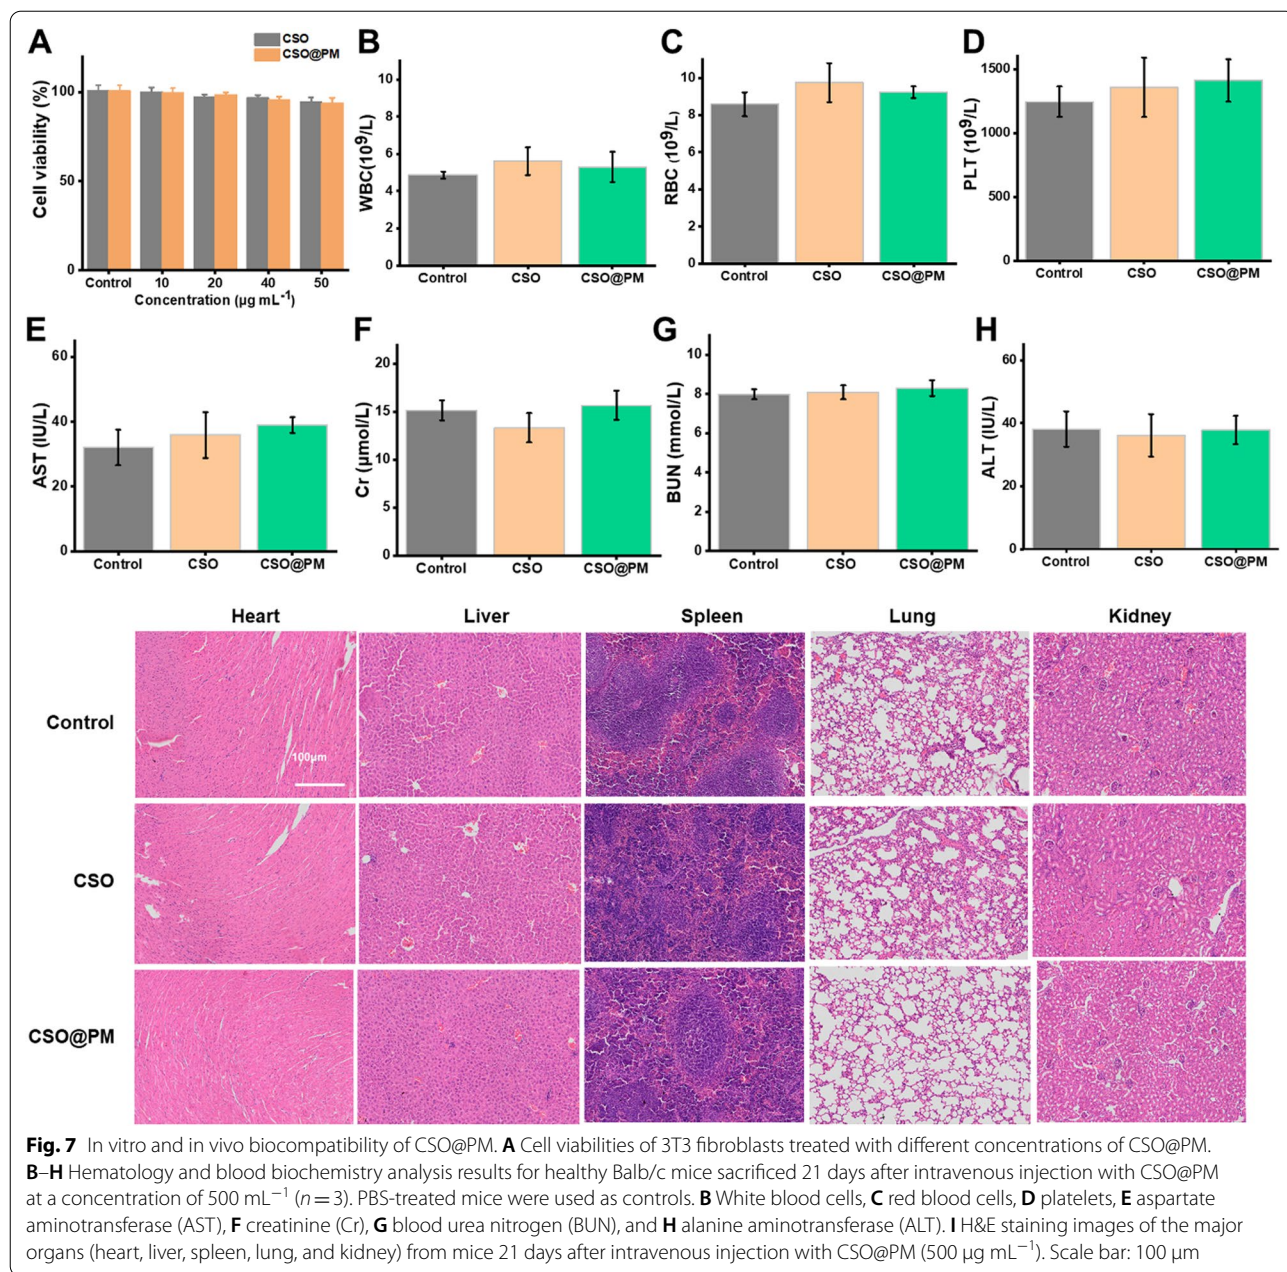 A
CSO
CSO@PM
Cell viability (%)
100
50
0
Control 10 20 40 50
Concentration (µg mL-1)
B
WBC(10^9/L)
10
8
6
4
2
0
Control CSO CSO@PM
C
RBC (10^9/L)
10
8
6
4
2
0
Control CSO CSO@PM
D
PLT (10^9/L)
1500
1000
500
0
Control CSO CSO@PM
E
AST (IU/L)
60
40
20
0
Control CSO CSO@PM
F
Cr (µmol/L)
20
15
10
5
0
Control CSO CSO@PM
G
BUN (mmol/L)
10
8
6
4
2
0
Control CSO CSO@PM
H
ALT (IU/L)
60
40
20
0
Control CSO CSO@PM
Heart Liver Spleen Lung Kidney
Control
100µm
CSO
CSO@PM
Fig. 7 In vitro and in vivo biocompatibility of CSO@PM. A Cell viabilities of 3T3 fibroblasts treated with different concentrations of CSO@PM.
B–H Hematology and blood biochemistry analysis results for healthy Balb/c mice sacrificed 21 days after intravenous injection with CSO@PM
at a concentration of 500 mL−1 (n = 3). PBS-treated mice were used as controls. B White blood cells, C red blood cells, D platelets, E aspartate
aminotransferase (AST), F creatinine (Cr), G blood urea nitrogen (BUN), and H alanine aminotransferase (ALT). I H&E staining images of the major
organs (heart, liver, spleen, lung, and kidney) from mice 21 days after intravenous injection with CSO@PM (500 µg mL−1). Scale bar: 100 µm